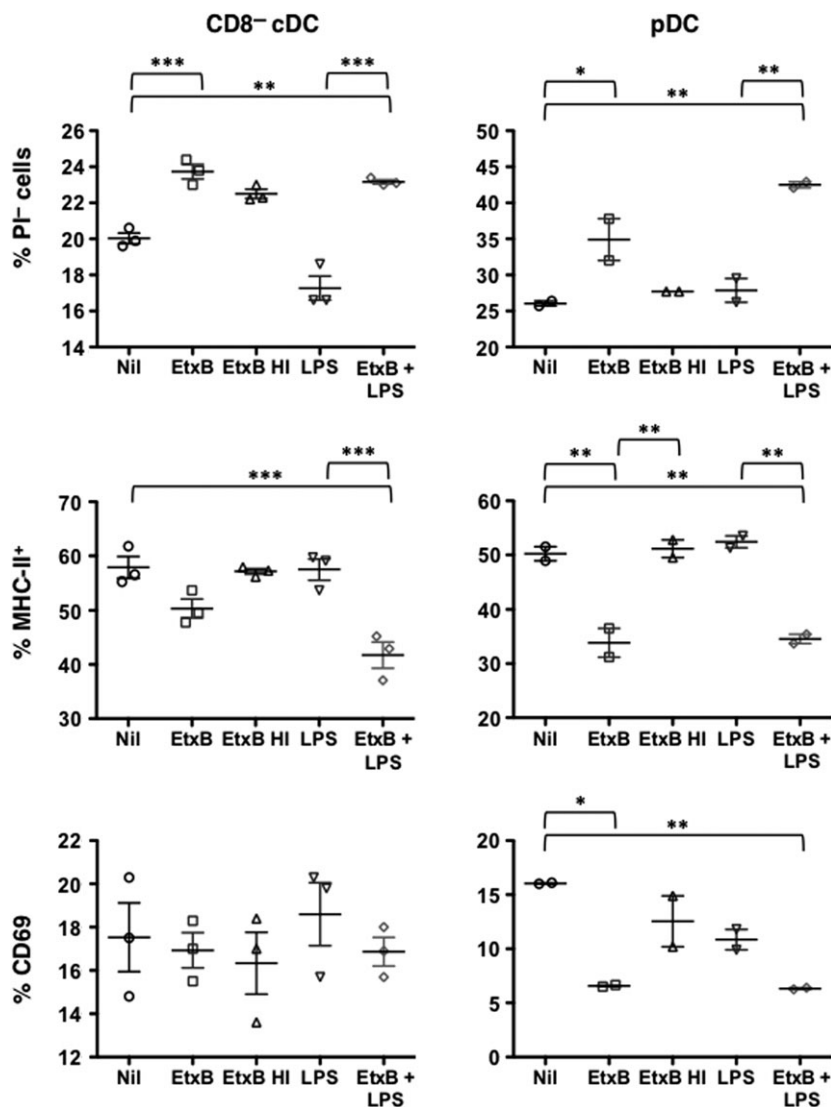 CD8– cDC
pDC
*** ***
**
* **
**
% PI– cells
26
24
22
20
18
16
14
Nil EtxB EtxB HI LPS EtxB +
LPS
50
45
40
35
30
25
20
Nil EtxB EtxB HI LPS EtxB +
LPS
***
***
**
** **
**
% MHC-II+
70
60
50
40
30
Nil EtxB EtxB HI LPS EtxB +
LPS
60
50
40
30
20
Nil EtxB EtxB HI LPS EtxB +
LPS
*
**
% CD69
22
20
18
16
14
12
Nil EtxB EtxB HI LPS EtxB +
LPS
20
15
10
5
0
Nil EtxB EtxB HI LPS EtxB +
LPS